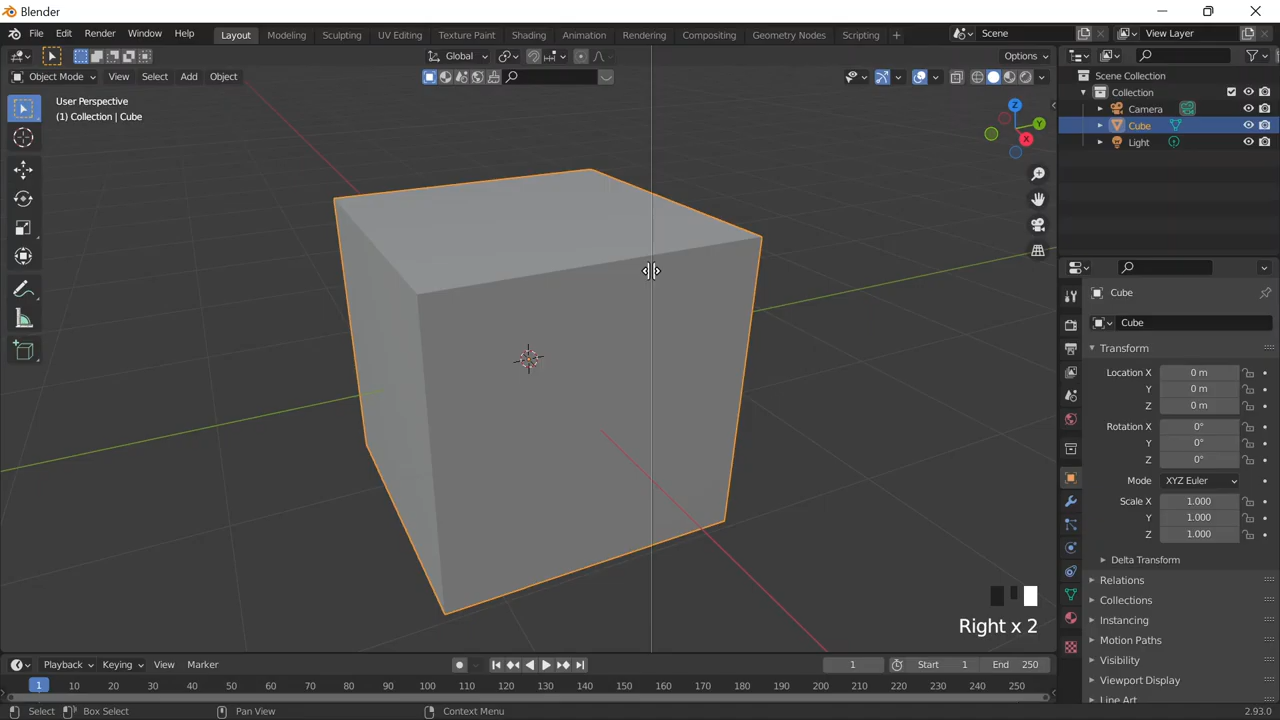 Blender
File Edit Render Window Help Layout Modeling Sculpting UV Editing Texture Paint Shading Animation Rendering Compositing Geometry Nodes Scripting + Scene View Layer
Global Options
Object Mode View Select Add Object
User Perspective
(1) Collection | Cube
Z
Y
X
Scene Collection
Collection
Camera
Cube
Light
Cube
Cube
Transform
Location X 0 m
Y 0 m
Z 0 m
Rotation X 0°
Y 0°
Z 0°
Mode XYZ Euler
Scale X 1.000
Y 1.000
Z 1.000
Delta Transform
Relations
Collections
Instancing
Motion Paths
Visibility
Viewport Display
Line Art
Right x 2
Playback Keying View Marker 1 Start 1 End 250
1 10 20 30 40 50 60 70 80 90 100 110 120 130 140 150 160 170 180 190 200 210 220 230 240 250
Select Box Select Pan View Context Menu 2.93.0